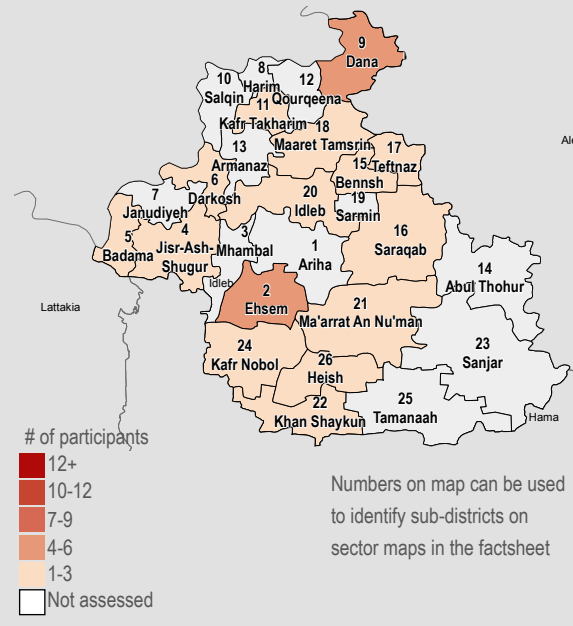 9
Dana
8
Harim
12
Qourqeena
10
Salqin
11
Kafr Takharim
18
Maaret Tamsrin
17
Teftnaz
13
Armanaz
15
Bennsh
6
Darkosh
7
Janudiyeh
20
Idleb
19
Sarmin
5
Badama
4
Jisr-Ash-
Shugur
3
Mhambal
1
Ariha
16
Saraqab
14
Abul Thohur
Idleb
2
Ehsem
21
Ma'arrat An Nu'man
23
Sanjar
24
Kafr Nobol
26
Heish
22
Khan Shaykun
25
Tamanaah
Lattakia
Hama
Ale
# of participants
12+
10-12
7-9
4-6
1-3
Not assessed
Numbers on map can be used
to identify sub-districts on
sector maps in the factsheet